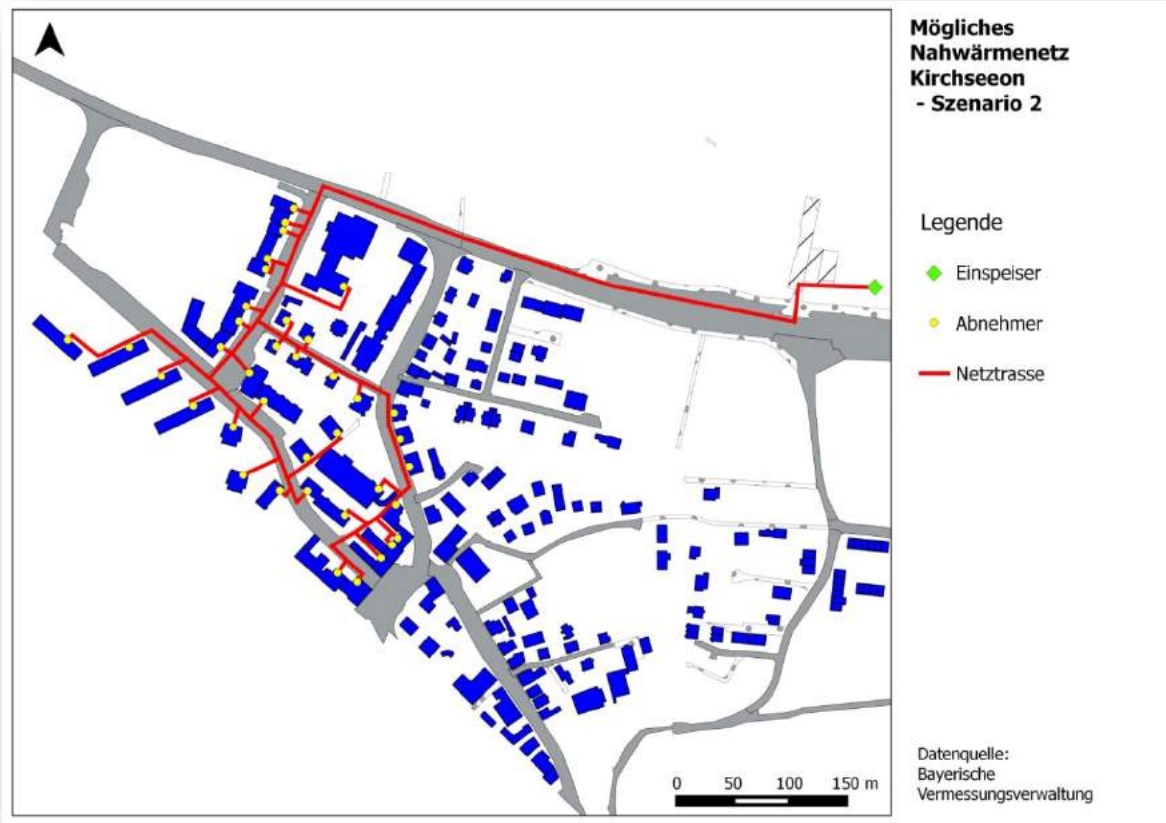 Mögliches
Nahwärmenetz
Kirchseeon
- Szenario 2
Legende
Einspeiser
Abnehmer
Netztrasse
0 50 100 150 m
Datenquelle:
Bayerische
Vermessungsverwaltung